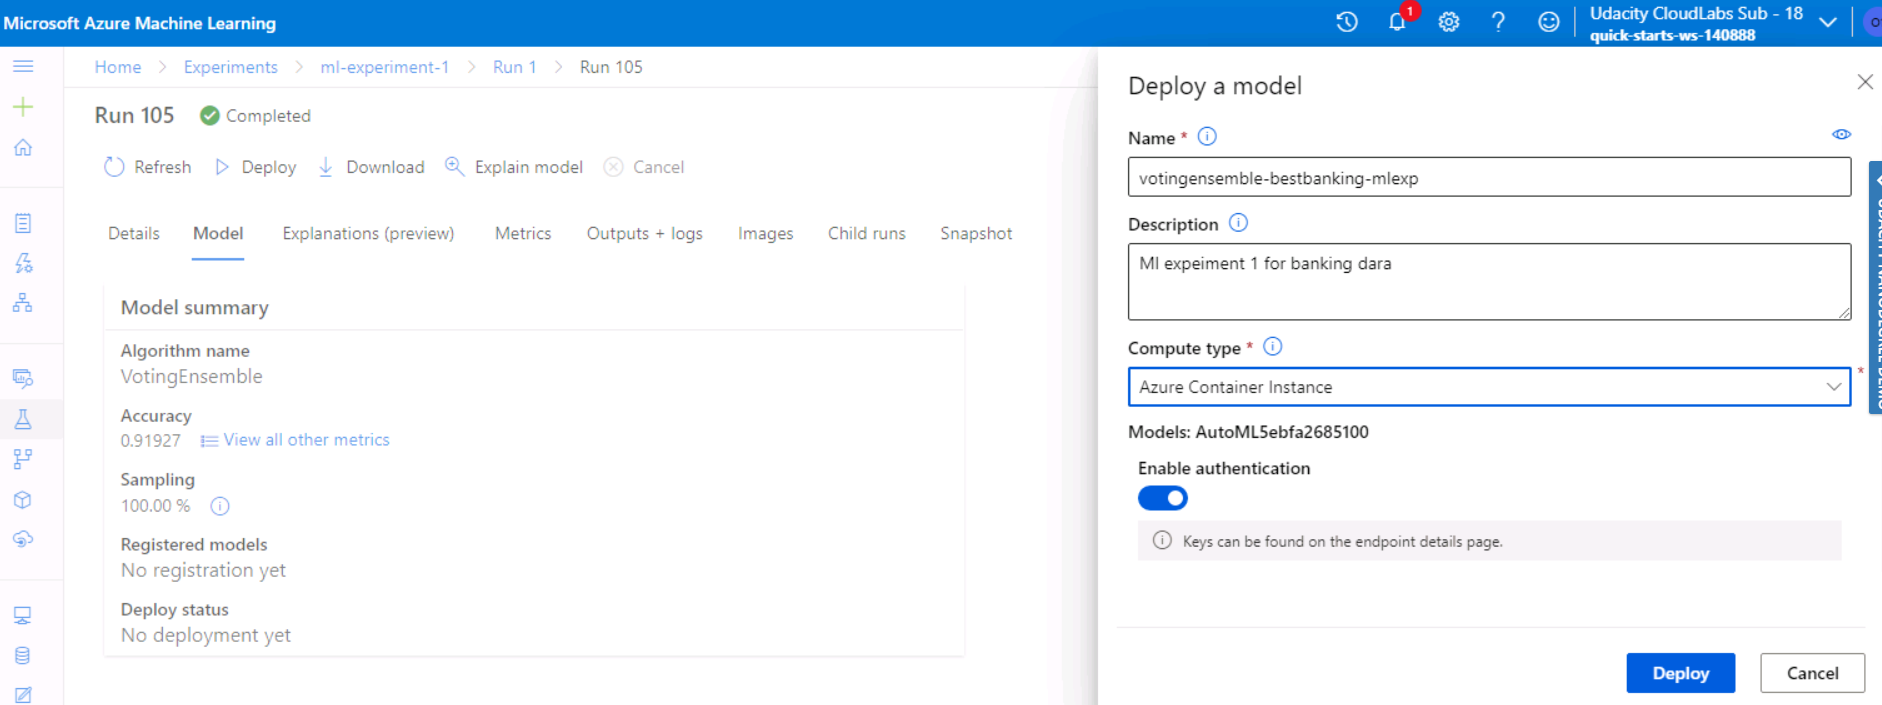 Microsoft Azure Machine Learning
1
Udacity CloudLabs Sub - 18
quick-starts-ws-140888
Home > Experiments > ml-experiment-1 > Run 1 > Run 105
Run 105 Completed
Refresh Deploy Download Explain model Cancel
Details Model Explanations (preview) Metrics Outputs + logs Images Child runs Snapshot
Model summary
Algorithm name
VotingEnsemble
Accuracy
0.91927 View all other metrics
Sampling
100.00 %
Registered models
No registration yet
Deploy status
No deployment yet
Deploy a model
Name *
votingensemble-bestbanking-mlexp
Description
Ml expeiment 1 for banking dara
Compute type *
Azure Container Instance
*
Models: AutoML5ebfa2685100
Enable authentication
Keys can be found on the endpoint details page.
Deploy Cancel